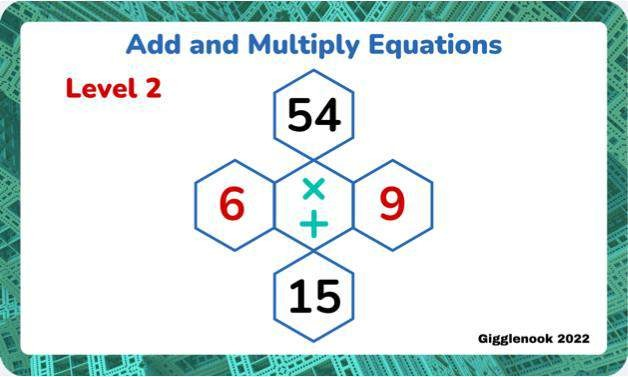 Add and Multiply Equations
Level 2
54
6 × 9
+
15
Gigglenook 2022